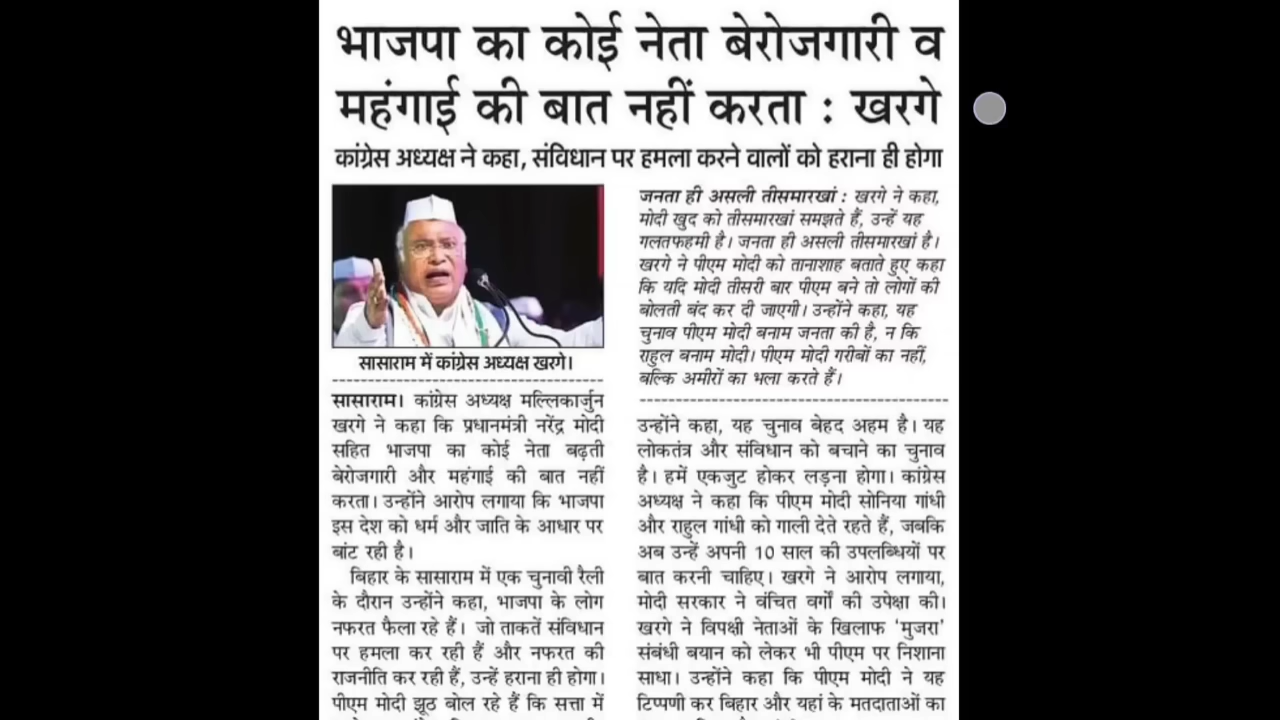 भाजपा का कोई नेता बेरोजगारी व
महंगाई की बात नहीं करता : खरगे
कांग्रेस अध्यक्ष ने कहा, संविधान पर हमला करने वालों को हराना ही होगा
सासाराम में कांग्रेस अध्यक्ष खरगे।
सासाराम। कांग्रेस अध्यक्ष मल्लिकार्जुन
खरगे ने कहा कि प्रधानमंत्री नरेंद्र मोदी
सहित भाजपा का कोई नेता बढ़ती
बेरोजगारी और महंगाई की बात नहीं
करता। उन्होंने आरोप लगाया कि भाजपा
इस देश को धर्म और जाति के आधार पर
बांट रही है।
बिहार के सासाराम में एक चुनावी रैली
के दौरान उन्होंने कहा, भाजपा के लोग
नफरत फैला रहे हैं। जो ताकतें संविधान
पर हमला कर रही हैं और नफरत की
राजनीति कर रही हैं, उन्हें हराना ही होगा।
पीएम मोदी झूठ बोल रहे हैं कि सत्ता में
जनता ही असली तीसमारखां : खरगे ने कहा,
मोदी खुद को तीसमारखां समझते हैं, उन्हें यह
गलतफहमी है। जनता ही असली तीसमारखां है।
खरगे ने पीएम मोदी को तानाशाह बताते हुए कहा
कि यदि मोदी तीसरी बार पीएम बने तो लोगों की
बोलती बंद कर दी जाएगी। उन्होंने कहा, यह
चुनाव पीएम मोदी बनाम जनता की है, न कि
राहुल बनाम मोदी। पीएम मोदी गरीबों का नहीं,
बल्कि अमीरों का भला करते हैं।
उन्होंने कहा, यह चुनाव बेहद अहम है। यह
लोकतंत्र और संविधान को बचाने का चुनाव
है। हमें एकजुट होकर लड़ना होगा। कांग्रेस
अध्यक्ष ने कहा कि पीएम मोदी सोनिया गांधी
और राहुल गांधी को गाली देते रहते हैं, जबकि
अब उन्हें अपनी 10 साल की उपलब्धियों पर
बात करनी चाहिए। खरगे ने आरोप लगाया,
मोदी सरकार ने वंचित वर्गों की उपेक्षा की।
खरगे ने विपक्षी नेताओं के खिलाफ ‘मुजरा’
संबंधी बयान को लेकर भी पीएम पर निशाना
साधा। उन्होंने कहा कि पीएम मोदी ने यह
टिप्पणी कर बिहार और यहां के मतदाताओं का